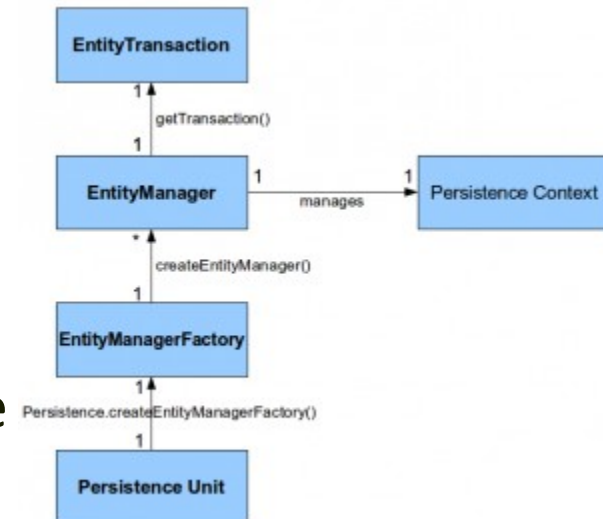 EntityTransaction
1
getTransaction()
1
EntityManager
1
manages
1
Persistence Context
*
createEntityManager()
1
EntityManagerFactory
1
e
Persistence.createEntityManagerFactory()
1
Persistence Unit